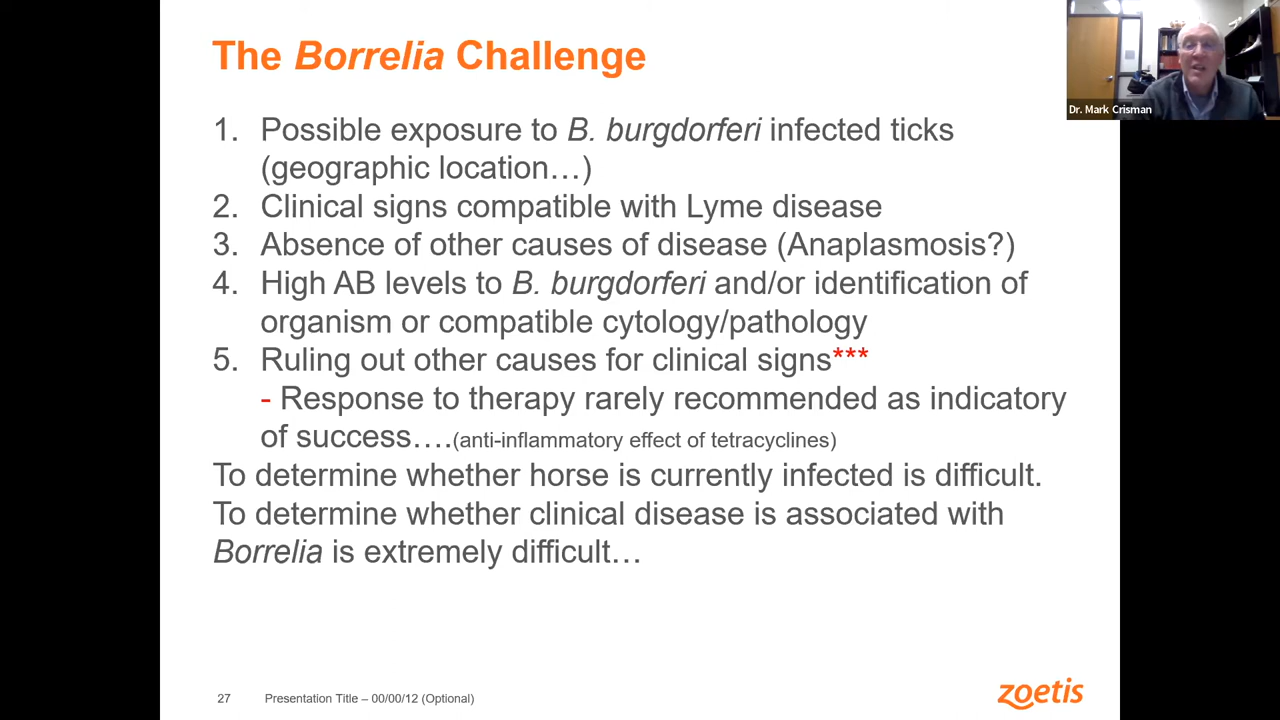 The Borrelia Challenge
Dr. Mark Crisman
1. Possible exposure to B. burgdorferi infected ticks
(geographic location…)
2. Clinical signs compatible with Lyme disease
3. Absence of other causes of disease (Anaplasmosis?)
4. High AB levels to B. burgdorferi and/or identification of
organism or compatible cytology/pathology
5. Ruling out other causes for clinical signs***
- Response to therapy rarely recommended as indicatory
of success….(anti-inflammatory effect of tetracyclines)
To determine whether horse is currently infected is difficult.
To determine whether clinical disease is associated with
Borrelia is extremely difficult…
27 Presentation Title – 00/00/12 (Optional)
zoetis